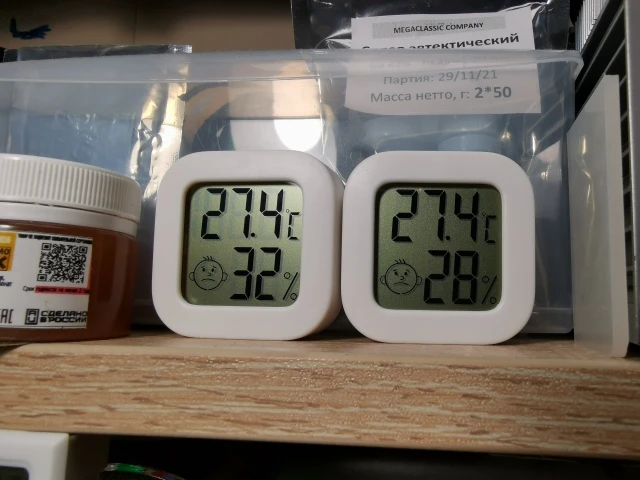 MEGACLASSIC COMPANY
эвтектический
Партия: 29/11/21
Масса нетто, г: 2*50
27.4°C
32%
27.4°C
28%
СДЕЛАНО
В РОССИИ